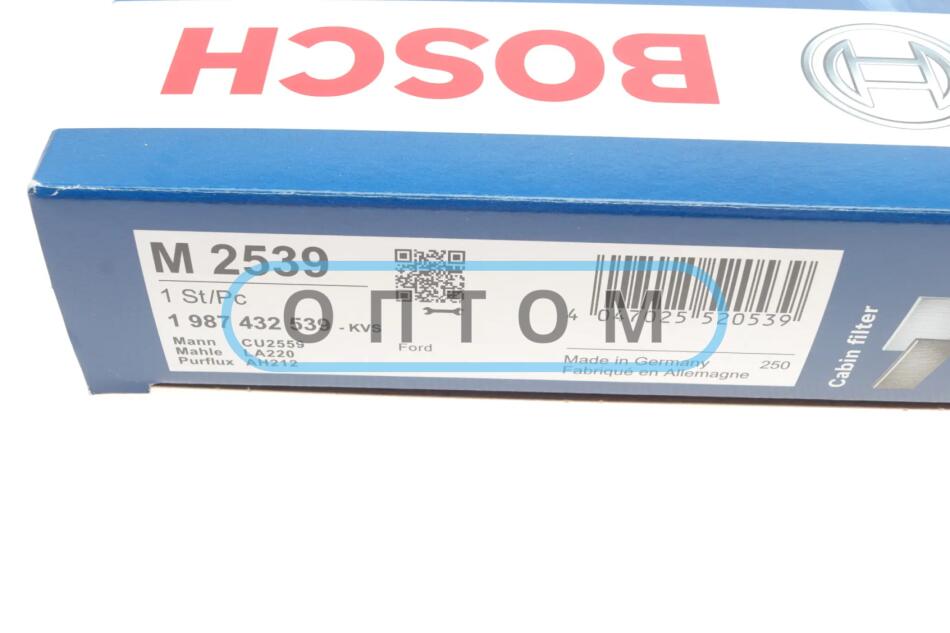 BOSCH
M 2539
1 St/Pc
1 987 432 539 - KVS
Mann CU2559
Mahle LA220
Purflux AH212
Ford
4 047025 520539
Made in Germany
Fabriqué en Allemagne
250
Cabin filter
ОПТОМ